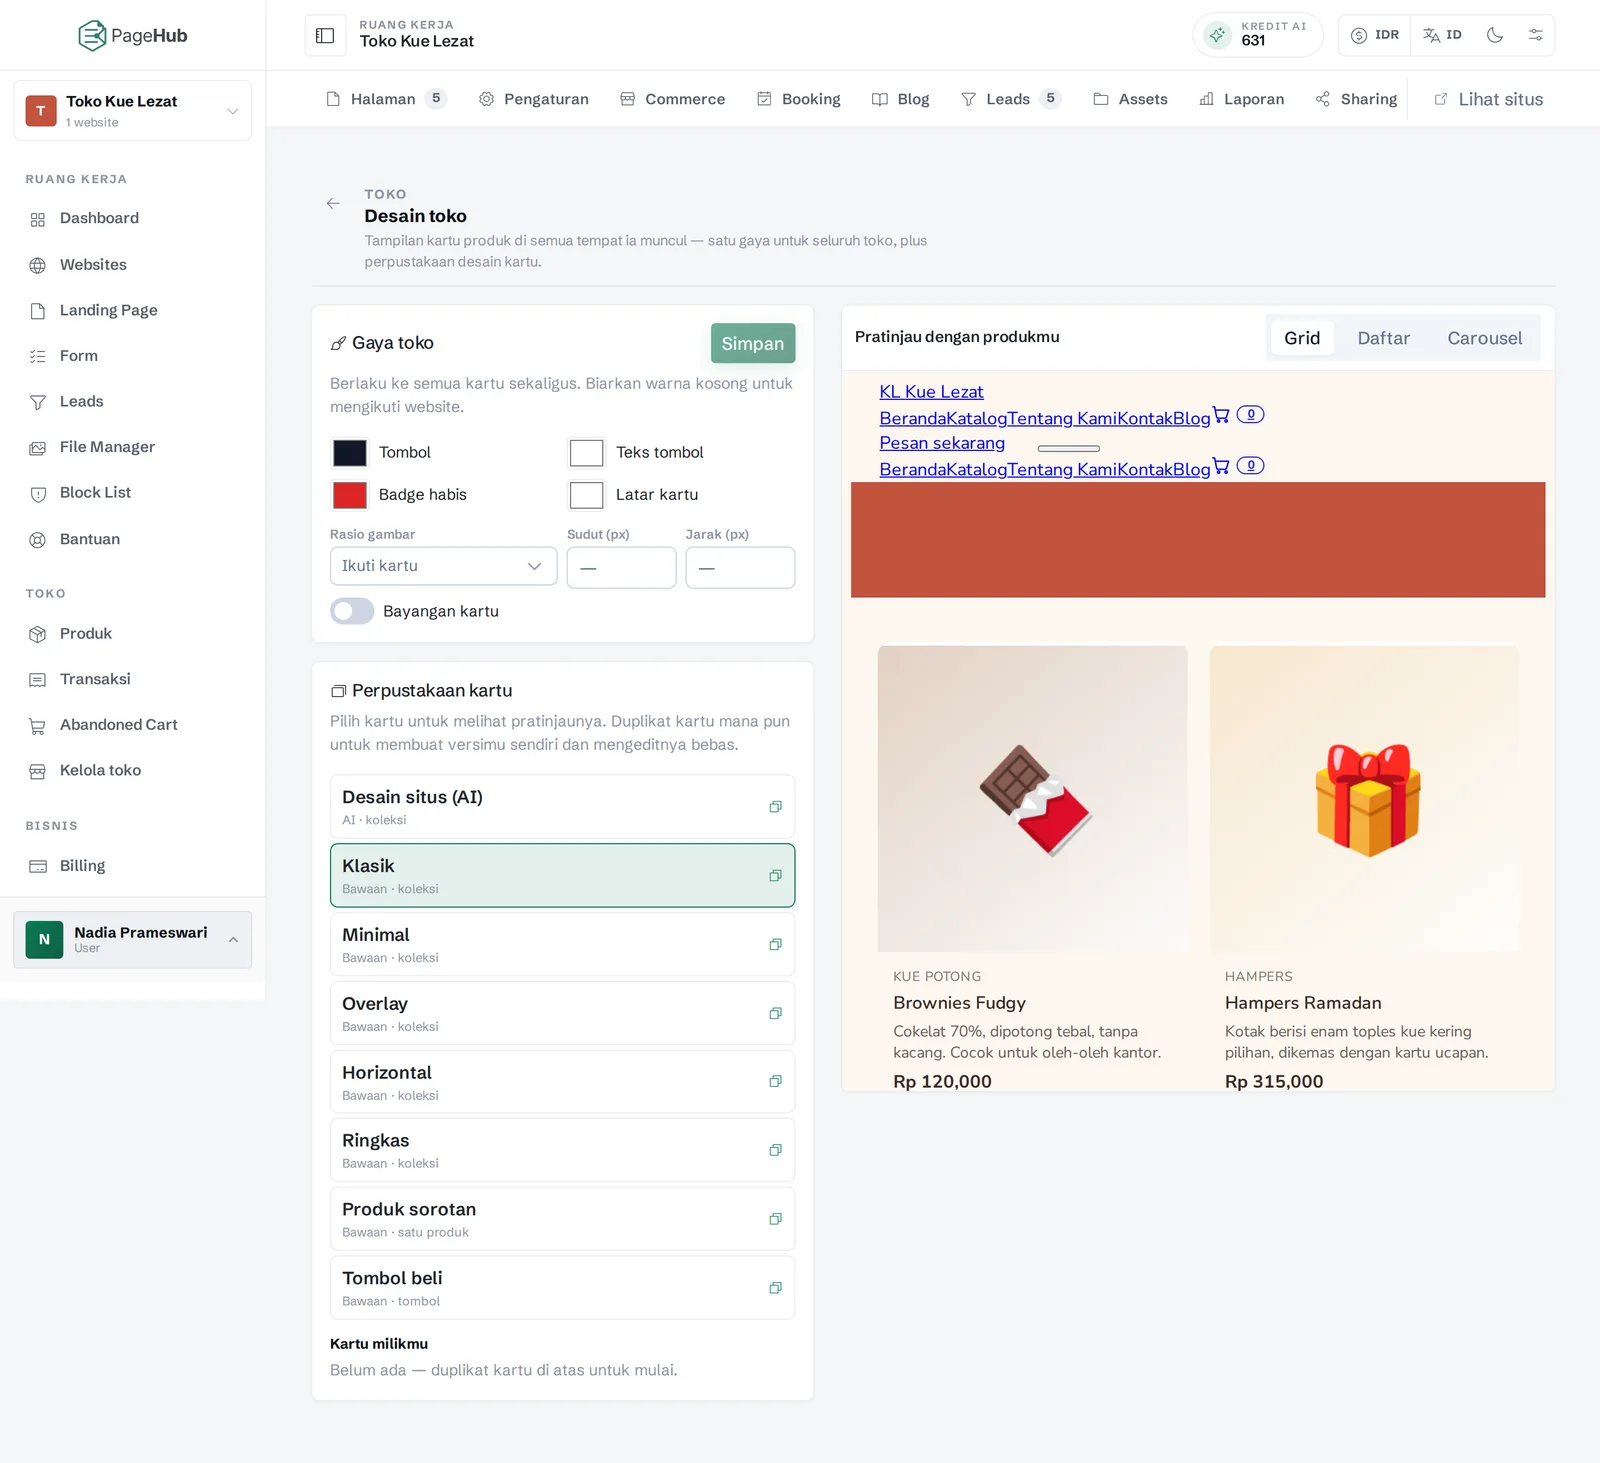 PageHub
T
Toko Kue Lezat
1 website
RUANG KERJA
Dashboard
Websites
Landing Page
Form
Leads
File Manager
Block List
Bantuan
TOKO
Produk
Transaksi
Abandoned Cart
Kelola toko
BISNIS
Billing
N
Nadia Prameswari
User
RUANG KERJA
Toko Kue Lezat
KREDIT AI
631
IDR
ID
Halaman 5
Pengaturan
Commerce
Booking
Blog
Leads 5
Assets
Laporan
Sharing
Lihat situs
TOKO
Desain toko
Tampilan kartu produk di semua tempat ia muncul — satu gaya untuk seluruh toko, plus
perpustakaan desain kartu.
Gaya toko
Simpan
Berlaku ke semua kartu sekaligus. Biarkan warna kosong untuk
mengikuti website.
Tombol
Teks tombol
Badge habis
Latar kartu
Rasio gambar
Sudut (px)
Jarak (px)
Ikuti kartu
—
—
Bayangan kartu
Perpustakaan kartu
Pilih kartu untuk melihat pratinjaunya. Duplikat kartu mana pun
untuk membuat versimu sendiri dan mengeditnya bebas.
Desain situs (AI)
AI · koleksi
Klasik
Bawaan · koleksi
Minimal
Bawaan · koleksi
Overlay
Bawaan · koleksi
Horizontal
Bawaan · koleksi
Ringkas
Bawaan · koleksi
Produk sorotan
Bawaan · satu produk
Tombol beli
Bawaan · tombol
Kartu milikmu
Belum ada — duplikat kartu di atas untuk mulai.
Pratinjau dengan produkmu
Grid
Daftar
Carousel
KL Kue Lezat
BerandaKatalogTentang KamiKontakBlog 0
Pesan sekarang
BerandaKatalogTentang KamiKontakBlog 0
KUE POTONG
Brownies Fudgy
Cokelat 70%, dipotong tebal, tanpa
kacang. Cocok untuk oleh-oleh kantor.
Rp 120,000
HAMPERS
Hampers Ramadan
Kotak berisi enam toples kue kering
pilihan, dikemas dengan kartu ucapan.
Rp 315,000